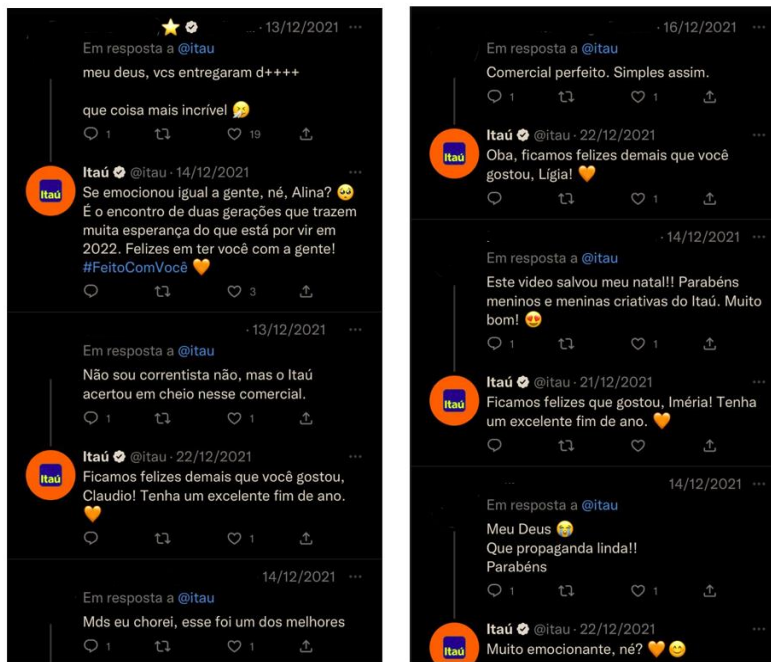 · 13/12/2021 ···
Em resposta a @itau
meu deus, vcs entregaram d++++
que coisa mais incrível 🤧
1 19
Itaú @itau · 14/12/2021 ···
Itaú
Se emocionou igual a gente, né, Alina? 🥺
É o encontro de duas gerações que trazem
muita esperança do que está por vir em
2022. Felizes em ter você com a gente!
#FeitoComVocê 🧡
3
· 13/12/2021 ···
Em resposta a @itau
Não sou correntista não, mas o Itaú
acertou em cheio nesse comercial.
1 1
Itaú @itau · 22/12/2021 ···
Itaú
Ficamos felizes demais que você gostou,
Claudio! Tenha um excelente fim de ano.
🧡
1
14/12/2021 ···
Em resposta a @itau
Mds eu chorei, esse foi um dos melhores
1 1
· 16/12/2021 ···
Em resposta a @itau
Comercial perfeito. Simples assim.
1 1
Itaú @itau · 22/12/2021 ···
Itaú
Oba, ficamos felizes demais que você
gostou, Lígia! 🧡
1
· 14/12/2021 ···
Em resposta a @itau
Este video salvou meu natal!! Parabéns
meninos e meninas criativas do Itaú. Muito
bom! 😍
1 1
Itaú @itau · 21/12/2021 ···
Itaú
Ficamos felizes que gostou, Iméria! Tenha
um excelente fim de ano. 🧡
14/12/2021 ···
Em resposta a @itau
Meu Deus 😭
Que propaganda linda!!
Parabéns
1 1
Itaú @itau · 22/12/2021 ···
Itaú
Muito emocionante, né? 🧡😊